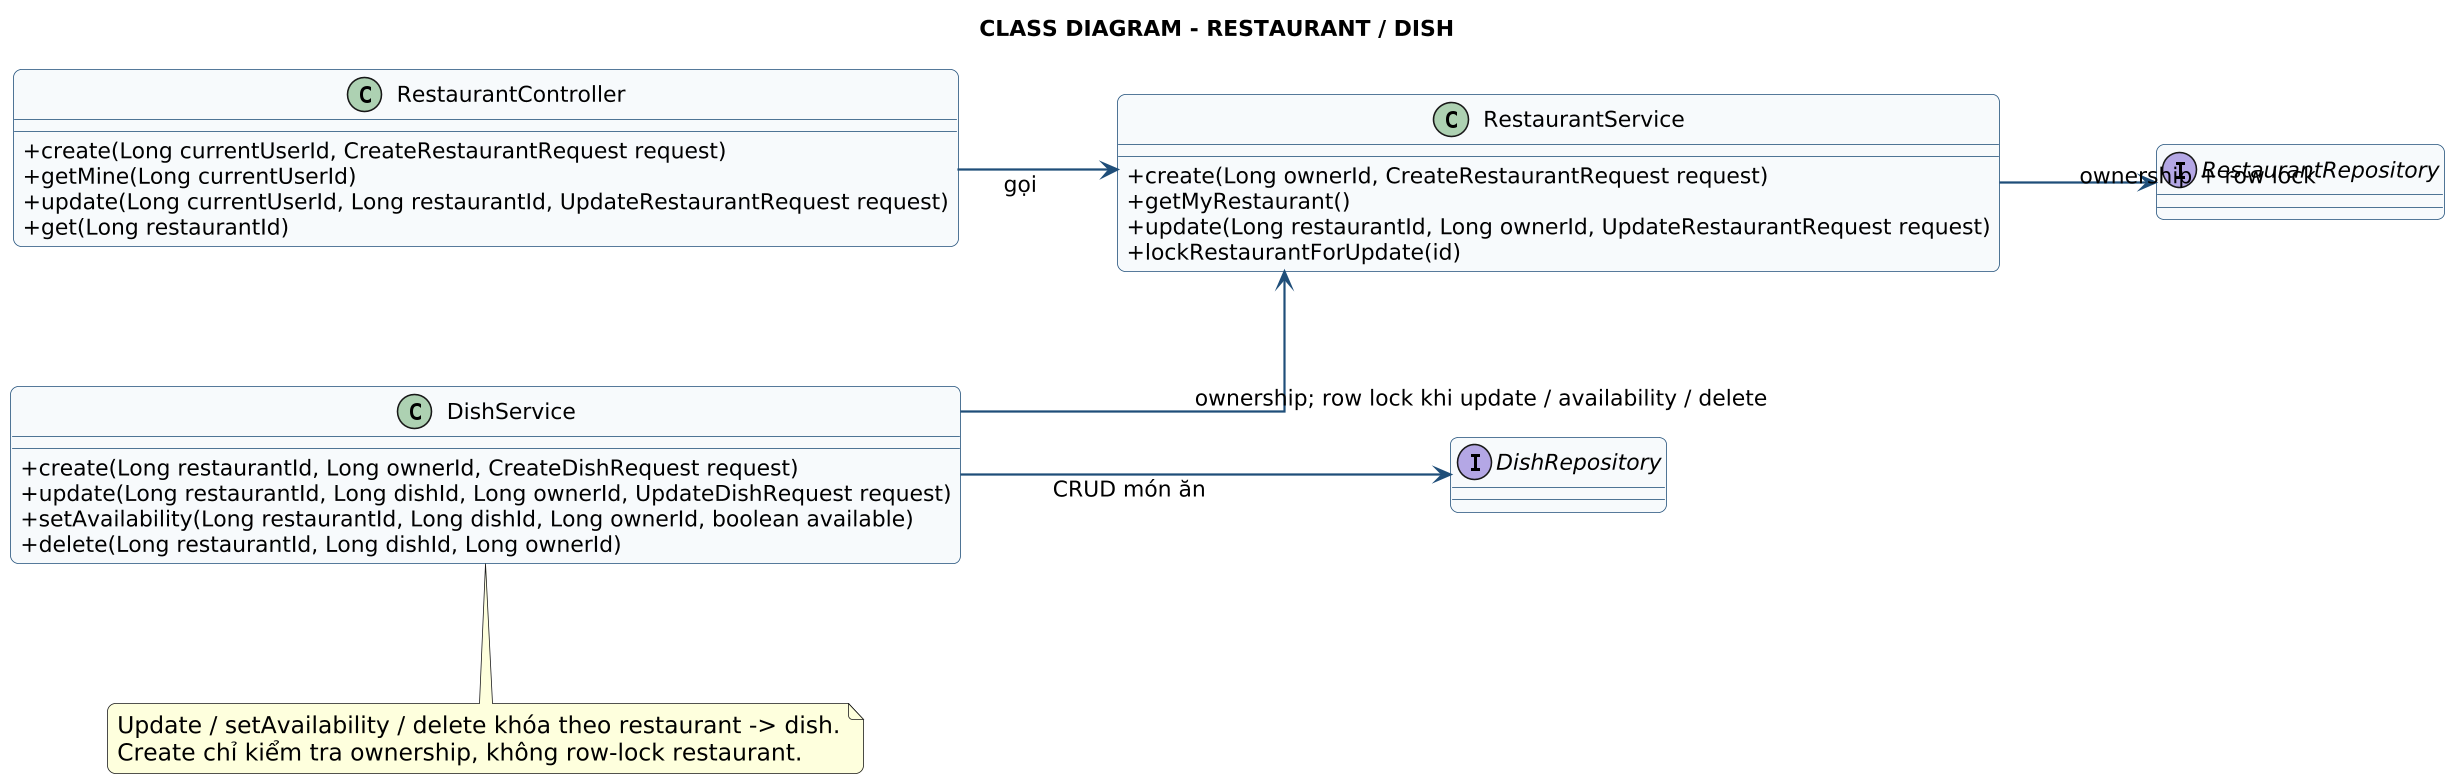 CLASS DIAGRAM - RESTAURANT / DISH
C RestaurantController
+create(Long currentUserId, CreateRestaurantRequest request)
+getMine(Long currentUserId)
+update(Long currentUserId, Long restaurantId, UpdateRestaurantRequest request)
+get(Long restaurantId)
gọi
C RestaurantService
+create(Long ownerId, CreateRestaurantRequest request)
+getMyRestaurant()
+update(Long restaurantId, Long ownerId, UpdateRestaurantRequest request)
+lockRestaurantForUpdate(id)
ownership + row lock
I RestaurantRepository
C DishService
+create(Long restaurantId, Long ownerId, CreateDishRequest request)
+update(Long restaurantId, Long dishId, Long ownerId, UpdateDishRequest request)
+setAvailability(Long restaurantId, Long dishId, Long ownerId, boolean available)
+delete(Long restaurantId, Long dishId, Long ownerId)
ownership; row lock khi update / availability / delete
CRUD món ăn
I DishRepository
Update / setAvailability / delete khóa theo restaurant -> dish.
Create chỉ kiểm tra ownership, không row-lock restaurant.